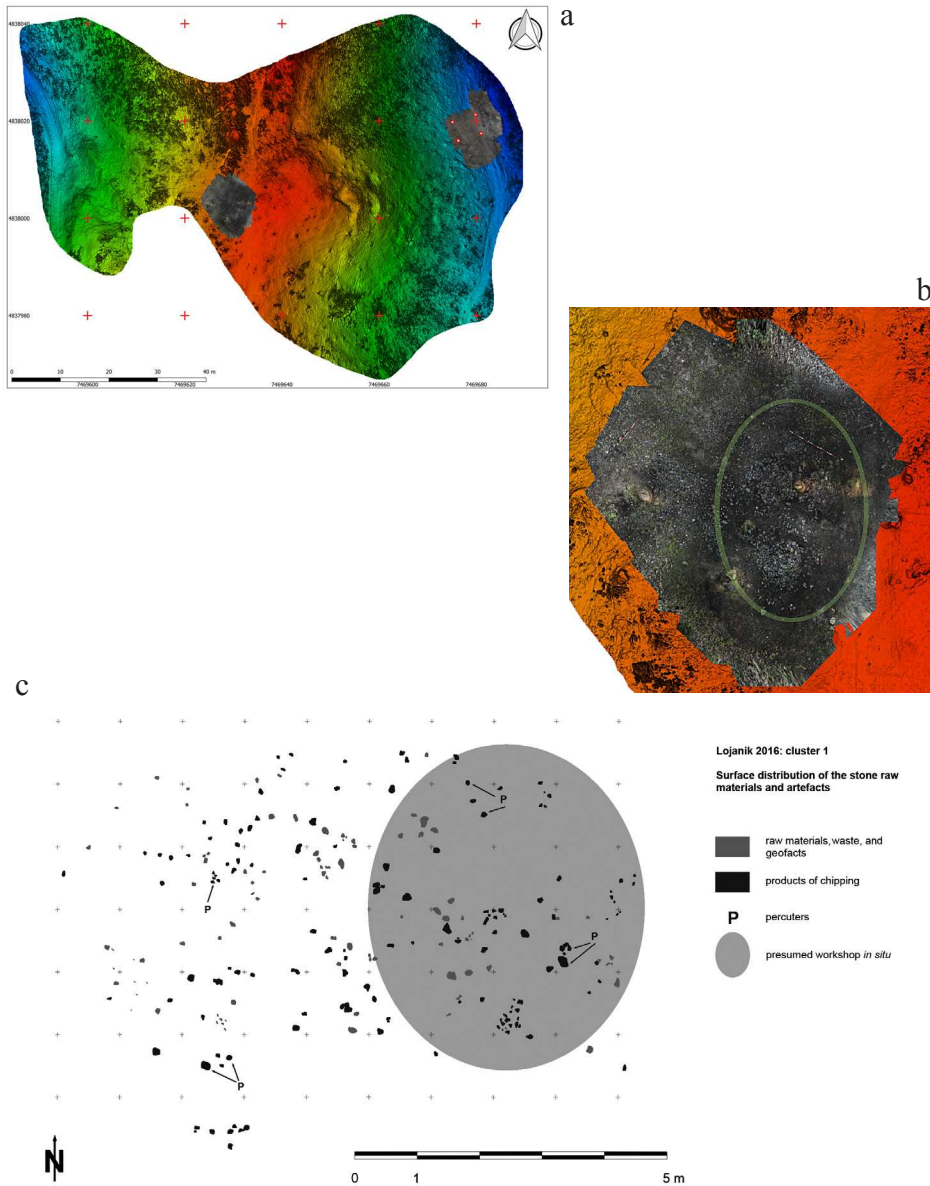 a
4838040
4838020
4838000
4837980
0 10 20 30 40 m
7469600 7469620 7469640 7469660 7469680
b
c
Lojanik 2016: cluster 1
Surface distribution of the stone raw
materials and artefacts
raw materials, waste, and
geofacts
products of chipping
P percuters
presumed workshop in situ
P
P
P
P
N
0 1 5 m